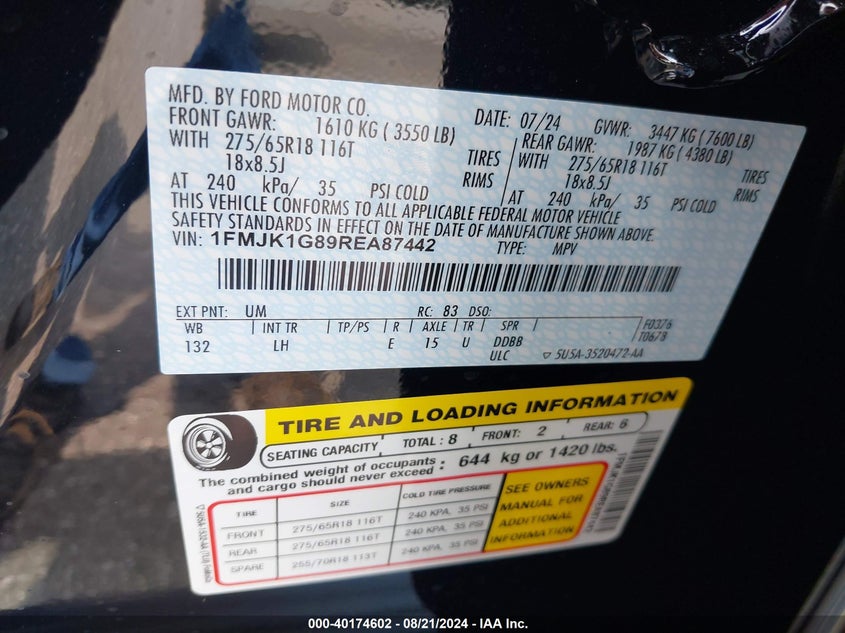 MFD. BY FORD MOTOR CO.
DATE: 07/24 GVWR: 3447 KG ( 7600 LB)
FRONT GAWR: 1610 KG ( 3550 LB) REAR GAWR: 1987 KG ( 4380 LB)
WITH 275/65R18 116T TIRES WITH 275/65R18 116T TIRES
18x8.5J RIMS 18x8.5J RIMS
AT 240 kPa/ 35 PSI COLD AT 240 kPa/ 35 PSI COLD
THIS VEHICLE CONFORMS TO ALL APPLICABLE FEDERAL MOTOR VEHICLE
SAFETY STANDARDS IN EFFECT ON THE DATE OF MANUFACTURE SHOWN ABOVE.
VIN: 1FMJK1G89REA87442 TYPE: MPV
EXT PNT: UM RC: 83 DSO:
WB INT TR TP/PS R AXLE TR SPR F0376
132 LH E 15 U DDBB T0678
ULC ▽ 5U5A-3520472-AA
TIRE AND LOADING INFORMATION
SEATING CAPACITY TOTAL : 8 FRONT: 2 REAR: 6
The combined weight of occupants
and cargo should never exceed : 644 kg or 1420 lbs.
TIRE SIZE COLD TIRE PRESSURE
FRONT 275/65R18 116T 240 KPA, 35 PSI
REAR 275/65R18 116T 240 KPA, 35 PSI
SPARE 255/70R18 113T 240 KPA, 35 PSI
SEE OWNERS
MANUAL FOR
ADDITIONAL
INFORMATION
000-40174602 - 08/21/2024 - IAA Inc.